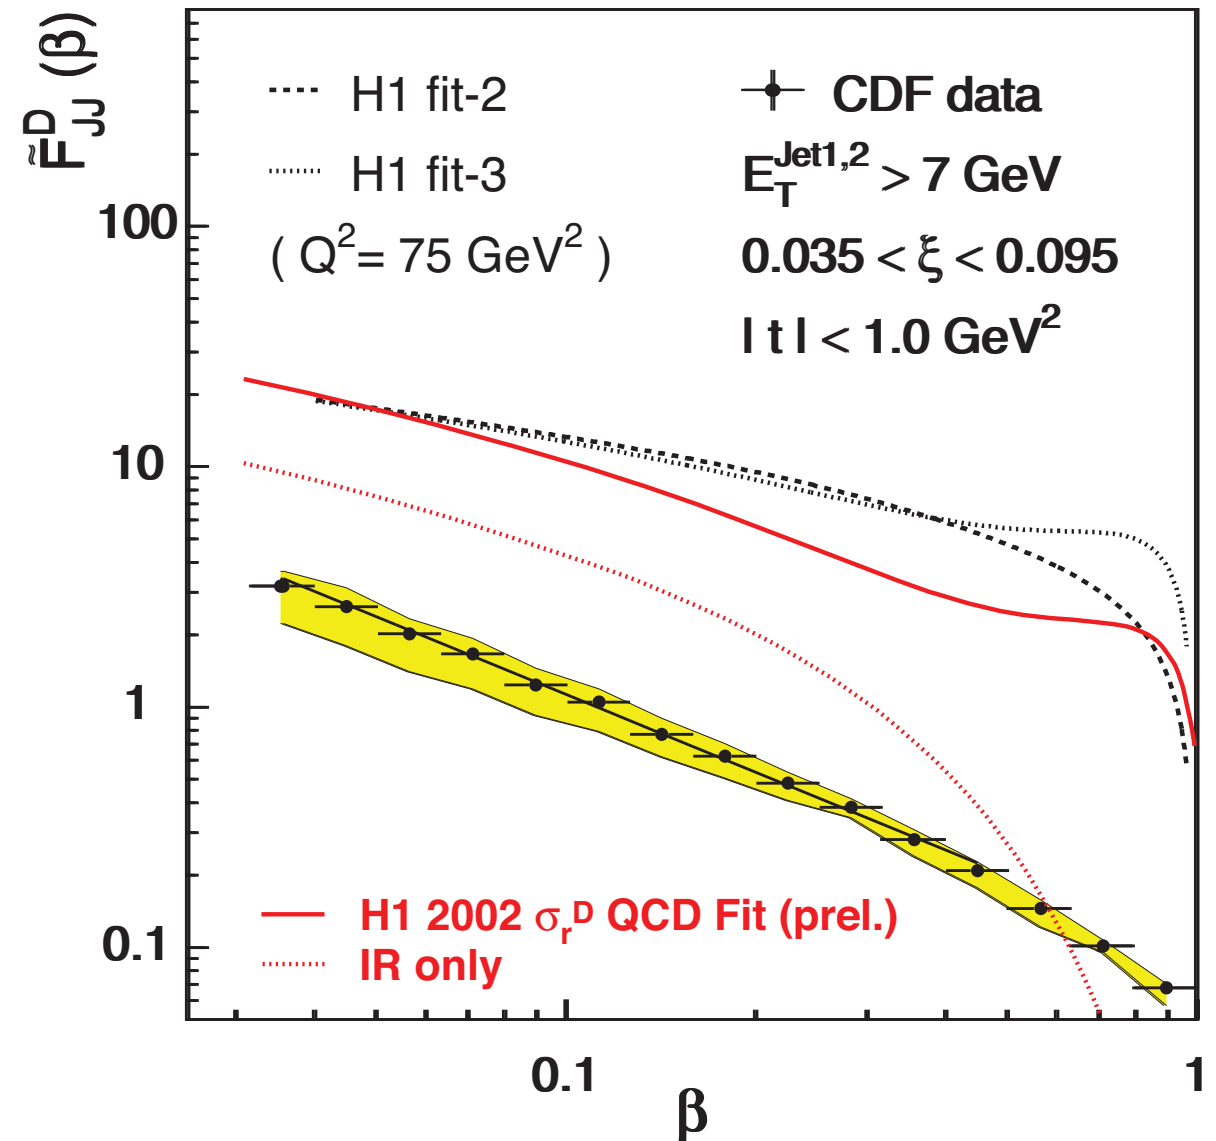 F̃ᴰJJ (β)
H1 fit-2
H1 fit-3
( Q²= 75 GeV² )
CDF data
E_T^Jet1,2 > 7 GeV
0.035 < ξ < 0.095
| t | < 1.0 GeV²
100
10
1
0.1
H1 2002 σ_r^D QCD Fit (prel.)
IR only
0.1
1
β